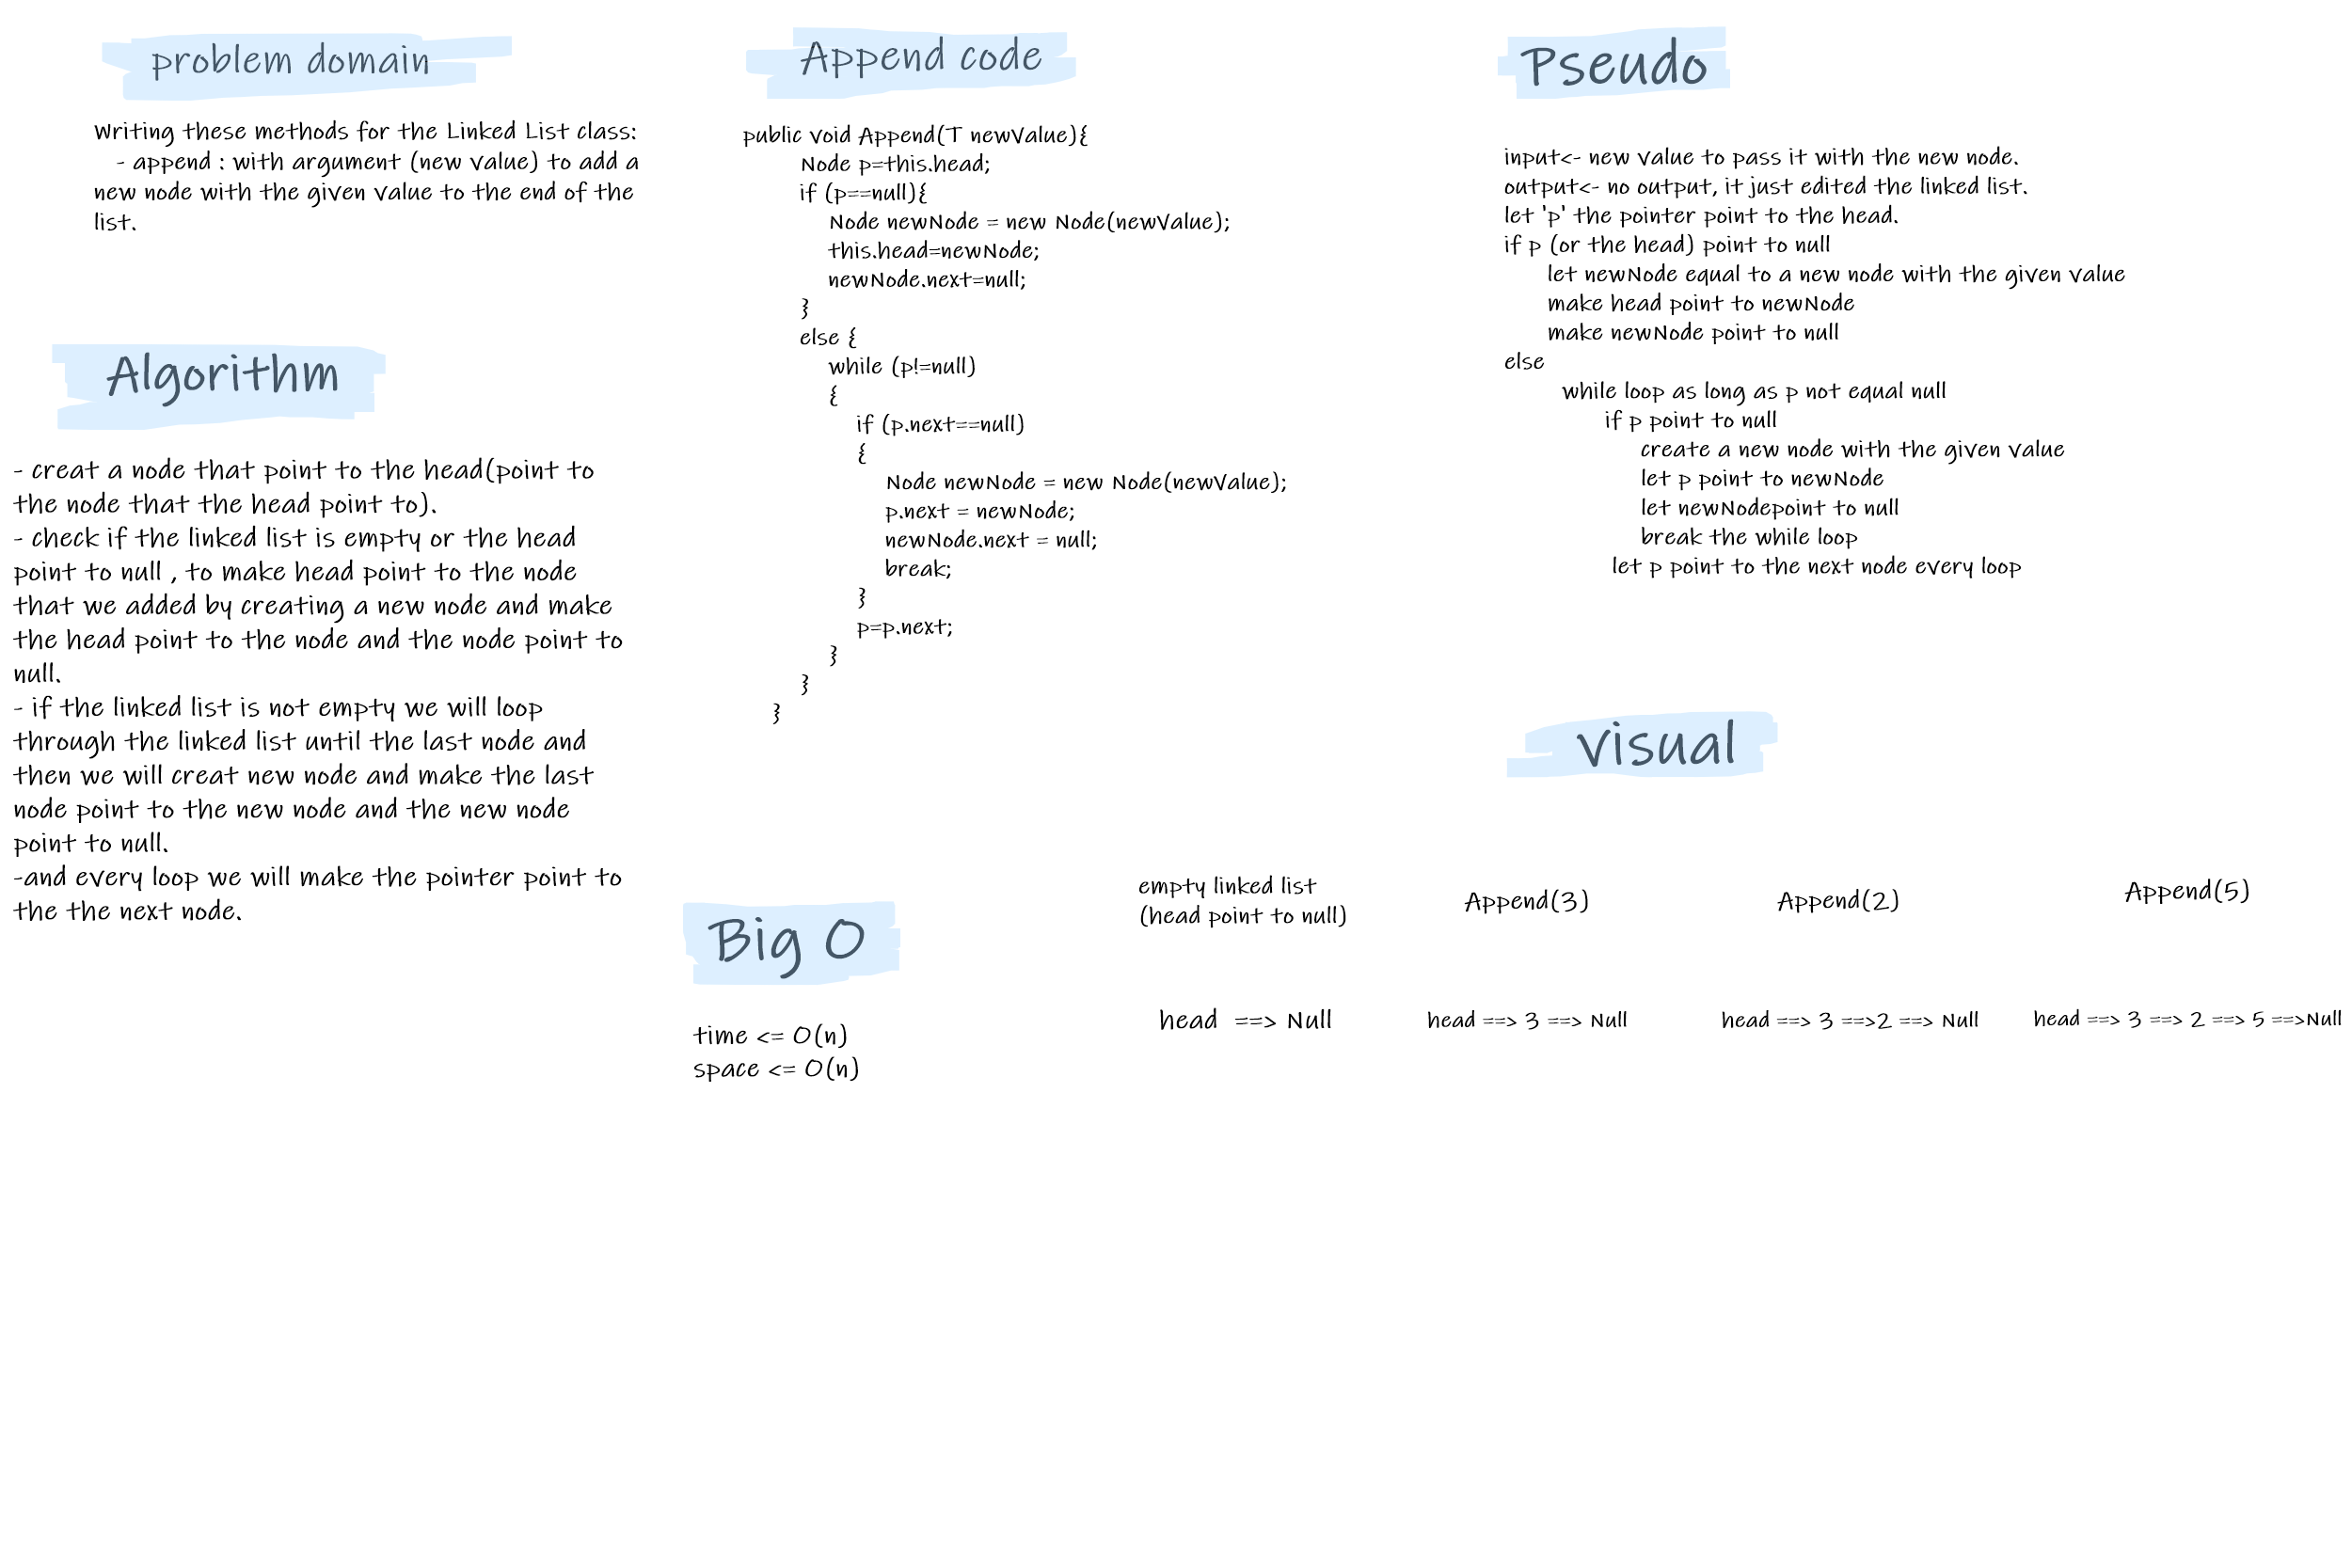 problem domain
Writing these methods for the Linked List class:
- append : with argument (new value) to add a
new node with the given value to the end of the
list.
Algorithm
- creat a node that point to the head(point to
the node that the head point to).
- check if the linked list is empty or the head
point to null , to make head point to the node
that we added by creating a new node and make
the head point to the node and the node point to
null.
- if the linked list is not empty we will loop
through the linked list until the last node and
then we will creat new node and make the last
node point to the new node and the new node
point to null.
-and every loop we will make the pointer point to
the the next node.
Append code
public void Append(T newValue){
Node p=this.head;
if (p==null){
Node newNode = new Node(newValue);
this.head=newNode;
newNode.next=null;
}
else {
while (p!=null)
{
if (p.next==null)
{
Node newNode = new Node(newValue);
p.next = newNode;
newNode.next = null;
break;
}
p=p.next;
}
}
}
Big O
time <= O(n)
space <= O(n)
Pseudo
input<- new value to pass it with the new node.
output<- no output, it just edited the linked list.
let 'p' the pointer point to the head.
if p (or the head) point to null
let newNode equal to a new node with the given value
make head point to newNode
make newNode point to null
else
while loop as long as p not equal null
if p point to null
create a new node with the given value
let p point to newNode
let newNodepoint to null
break the while loop
let p point to the next node every loop
visual
empty linked list
(head point to null)
head ==> Null
Append(3)
head ==> 3 ==> Null
Append(2)
head ==> 3 ==>2 ==> Null
Append(5)
head ==> 3 ==> 2 ==> 5 ==>Null